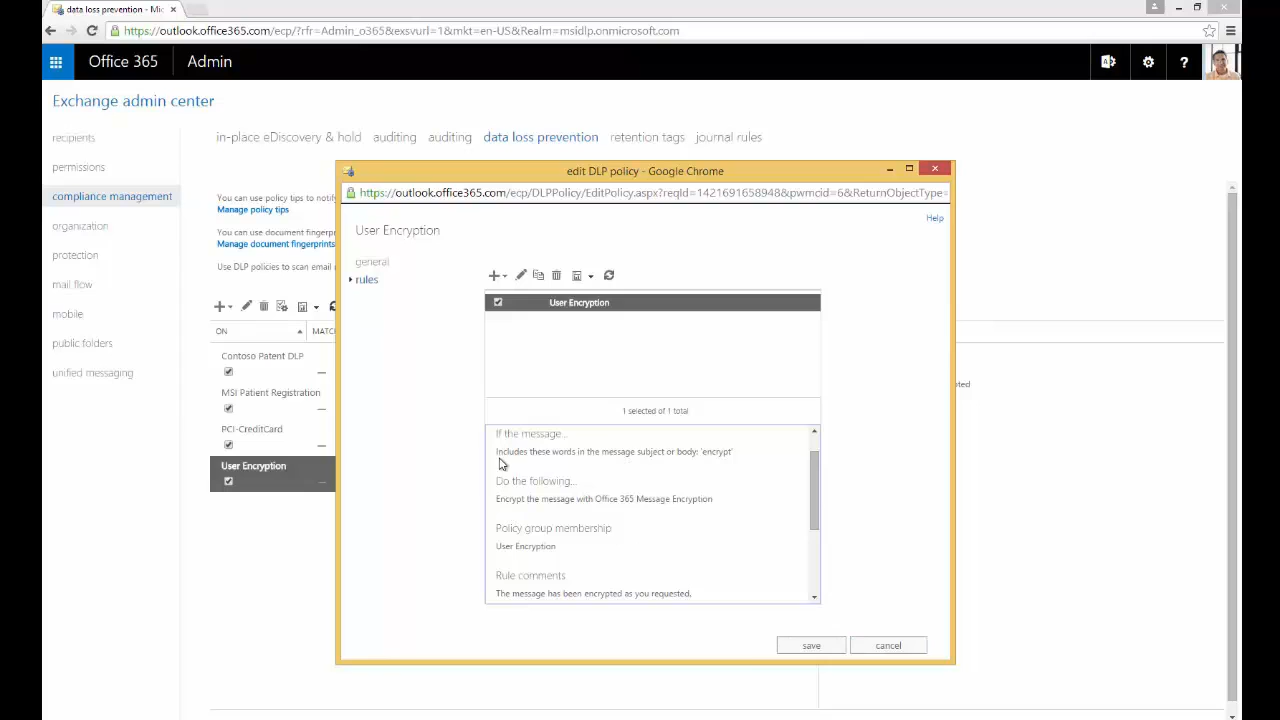 data loss prevention - Mic
https://outlook.office365.com/ecp/?rfr=Admin_o365&exsvurl=1&mkt=en-US&Realm=msidlp.onmicrosoft.com
Office 365
Admin
?
Exchange admin center
recipients
permissions
compliance management
organization
protection
mail flow
mobile
public folders
unified messaging
in-place eDiscovery & hold
auditing
auditing
data loss prevention
retention tags
journal rules
You can use policy tips to notif
Manage policy tips
You can use document fingerpr
Manage document fingerprints
Use DLP policies to scan email
ON
MATC
Contoso Patent DLP
MSI Patient Registration
PCI-CreditCard
User Encryption
edit DLP policy - Google Chrome
https://outlook.office365.com/ecp/DLPPolicy/EditPolicy.aspx?reqId=1421691658948&pwmcid=6&ReturnObjectType=
Help
User Encryption
general
rules
User Encryption
1 selected of 1 total
If the message...
Includes these words in the message subject or body: 'encrypt'
Do the following...
Encrypt the message with Office 365 Message Encryption
Policy group membership
User Encryption
Rule comments
The message has been encrypted as you requested.
save
cancel